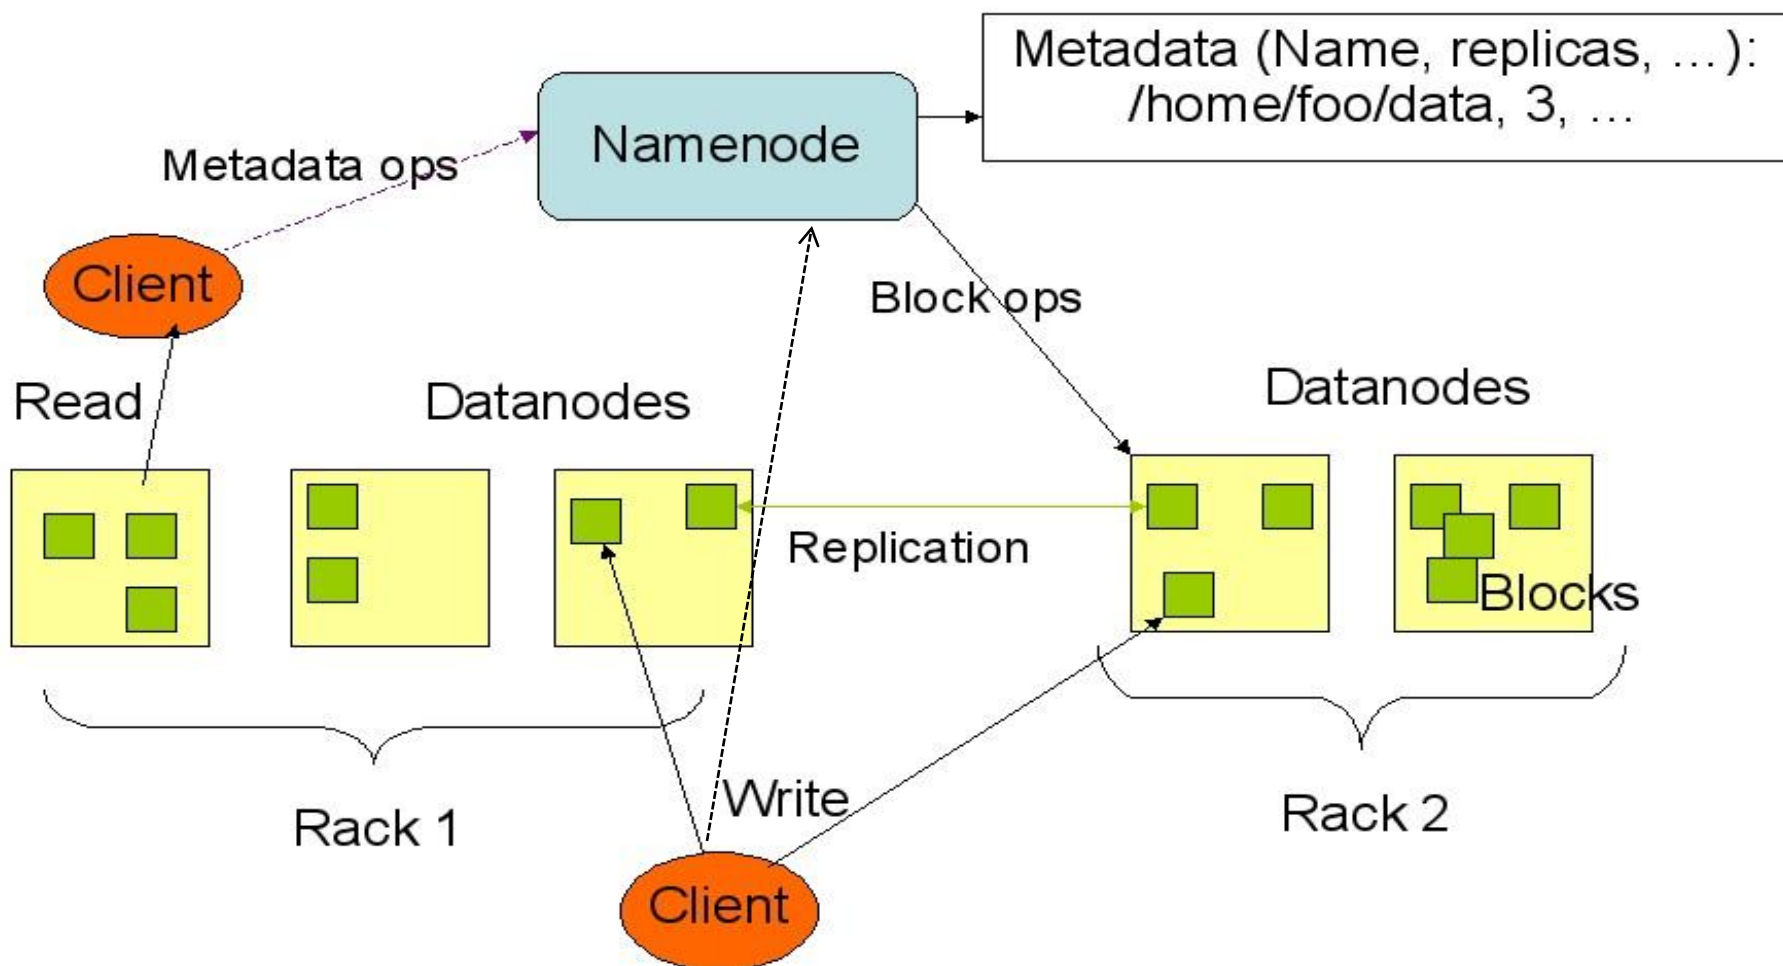 Metadata (Name, replicas, …):
/home/foo/data, 3, …
Namenode
Metadata ops
Client
Block ops
Read
Datanodes
Datanodes
Replication
Blocks
Rack 1
Write
Rack 2
Client